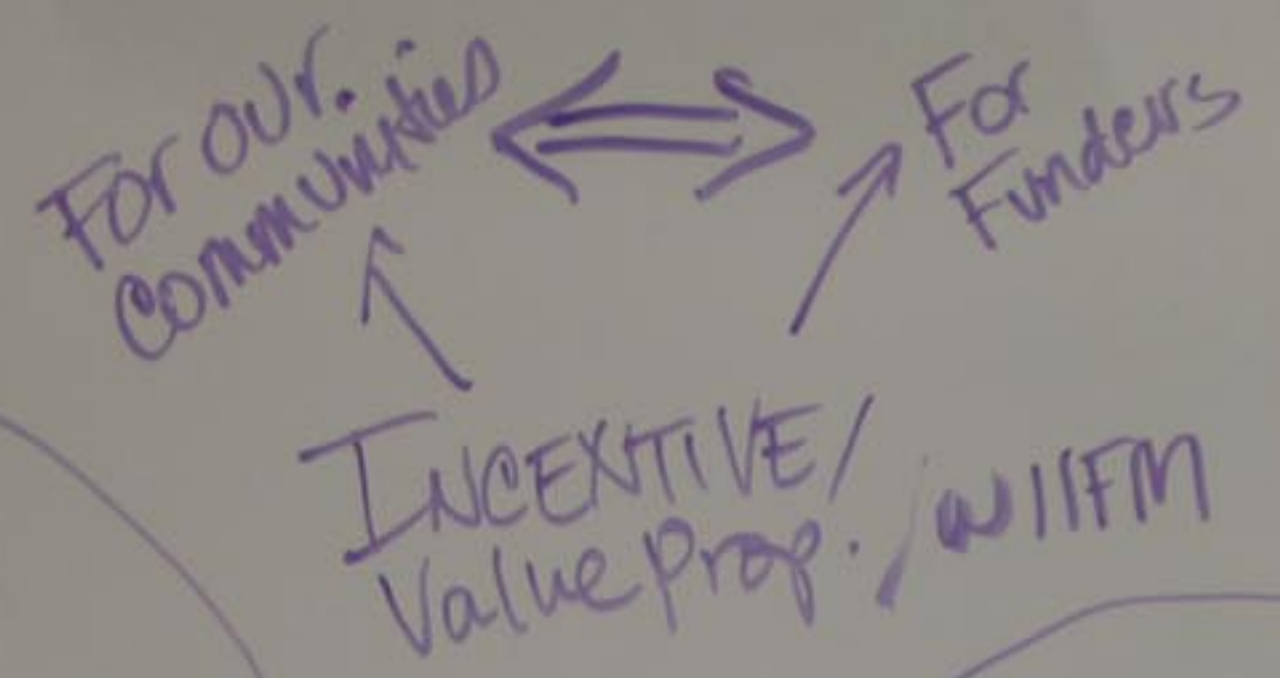 For our.
Communities
For
Funders
INCENTIVE/
Value Prop. / WIIFM